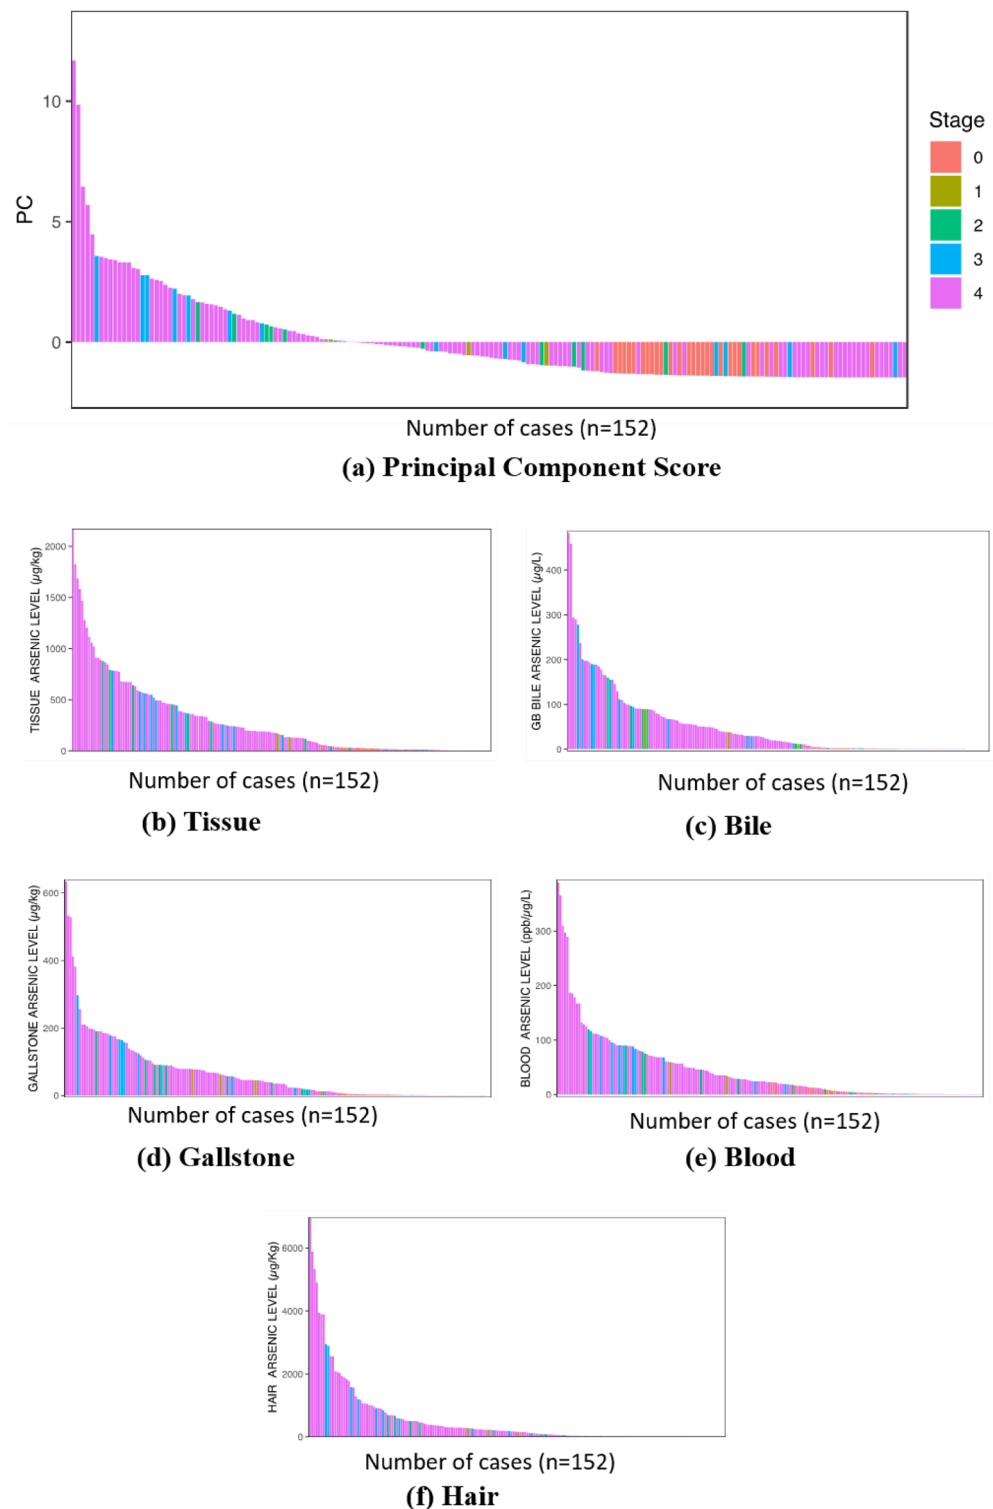 10
5
0
PC
Stage
0
1
2
3
4
Number of cases (n=152)
(a) Principal Component Score
TISSUE ARSENIC LEVEL (µg/kg)
2000
1500
1000
500
0
Number of cases (n=152)
(b) Tissue
GB BILE ARSENIC LEVEL (µg/L)
400
300
200
100
0
Number of cases (n=152)
(c) Bile
GALLSTONE ARSENIC LEVEL (µg/kg)
600
400
200
0
Number of cases (n=152)
(d) Gallstone
BLOOD ARSENIC LEVEL (ppb/µg/L)
300
200
100
0
Number of cases (n=152)
(e) Blood
HAIR ARSENIC LEVEL (µg/Kg)
6000
4000
2000
0
Number of cases (n=152)
(f) Hair